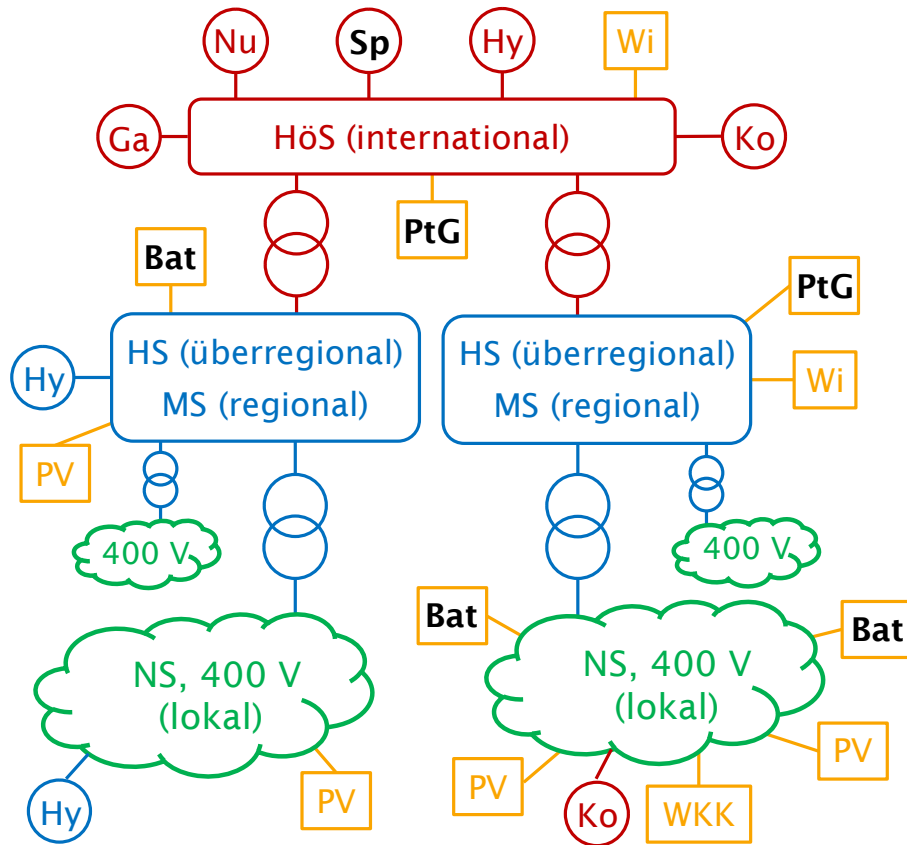 Nu
Sp
Hy
Wi
Ga
HöS (international)
Ko
PtG
Bat
PtG
HS (überregional)
MS (regional)
HS (überregional)
MS (regional)
Hy
Wi
PV
400 V
400 V
Bat
Bat
NS, 400 V
(lokal)
NS, 400 V
(lokal)
Hy
PV
PV
Ko
WKK
PV